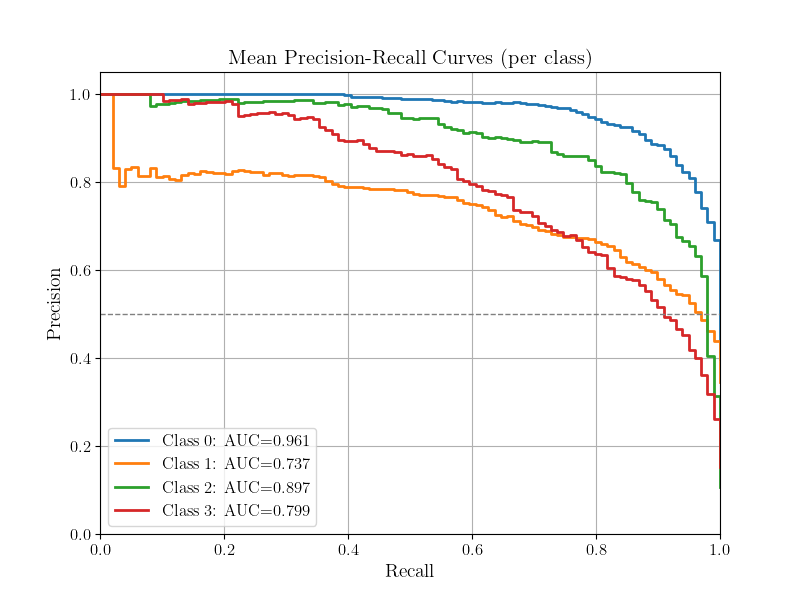 Mean Precision-Recall Curves (per class)
Precision
1.0
0.8
0.6
0.4
0.2
0.0
Class 0: AUC=0.961
Class 1: AUC=0.737
Class 2: AUC=0.897
Class 3: AUC=0.799
0.0 0.2 0.4 0.6 0.8 1.0
Recall